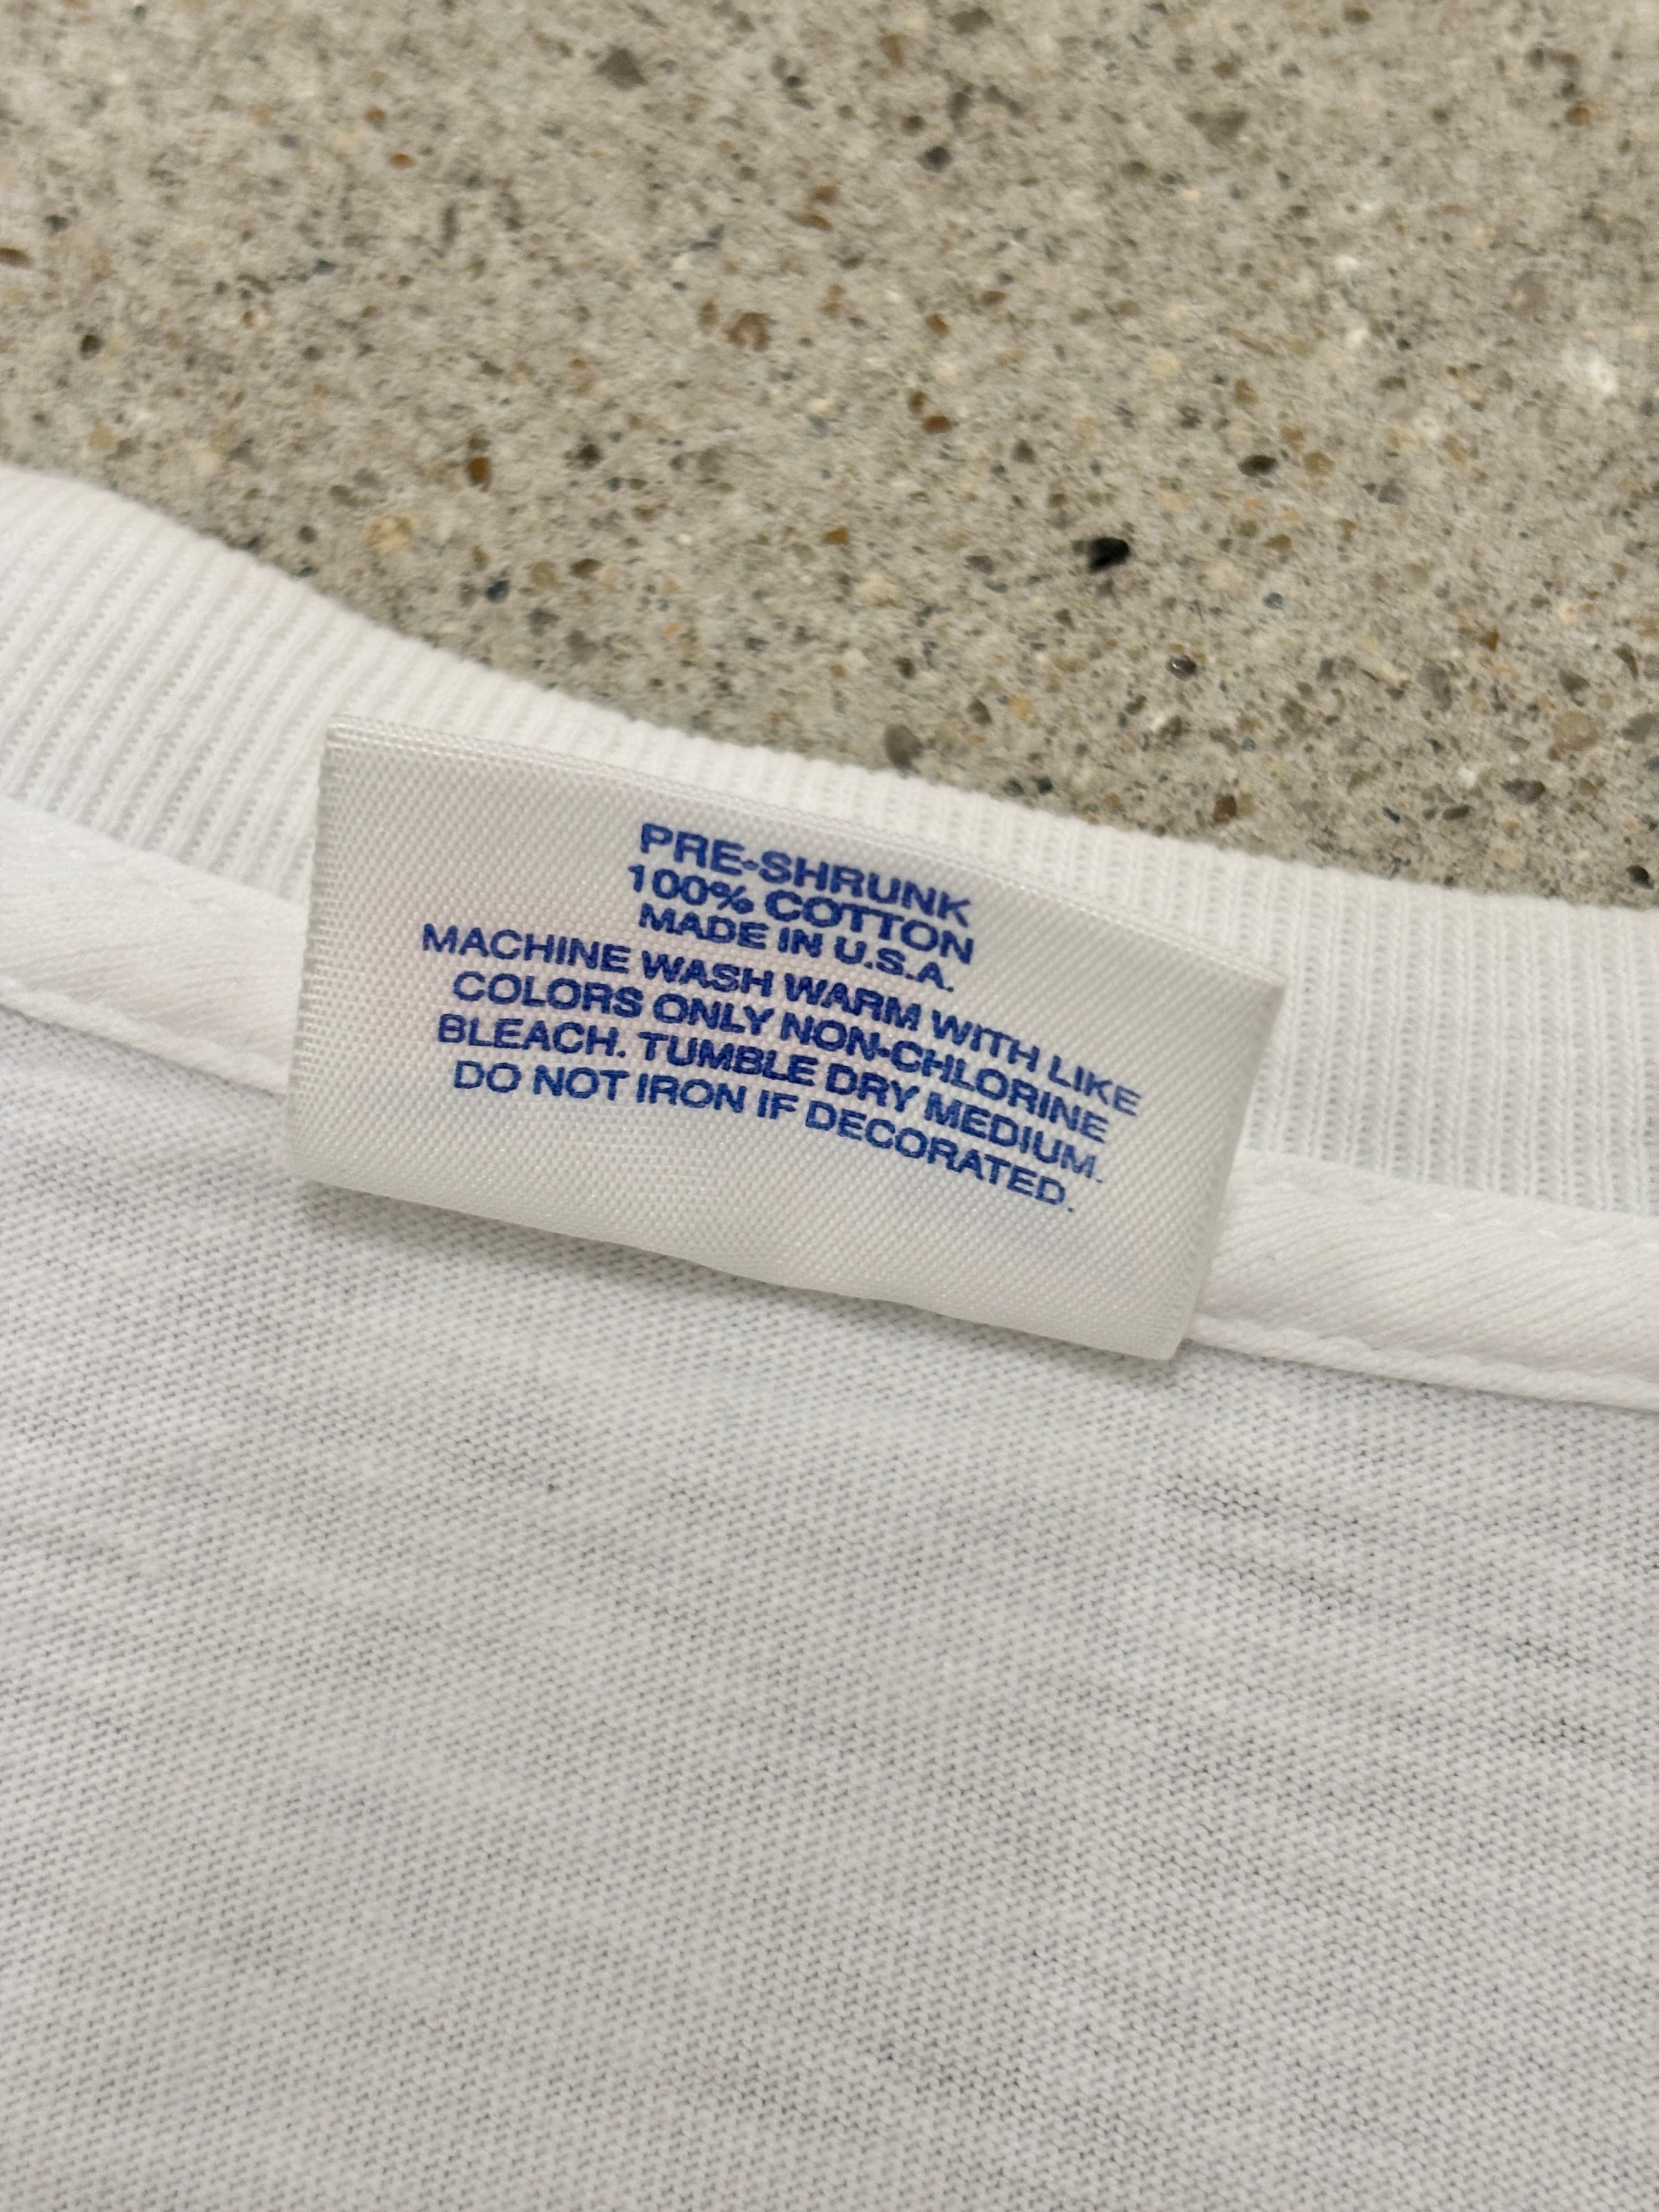 PRE-SHRUNK
100% COTTON
MADE IN U.S.A.
MACHINE WASH WARM WITH LIKE
COLORS ONLY NON-CHLORINE
BLEACH. TUMBLE DRY MEDIUM.
DO NOT IRON IF DECORATED.